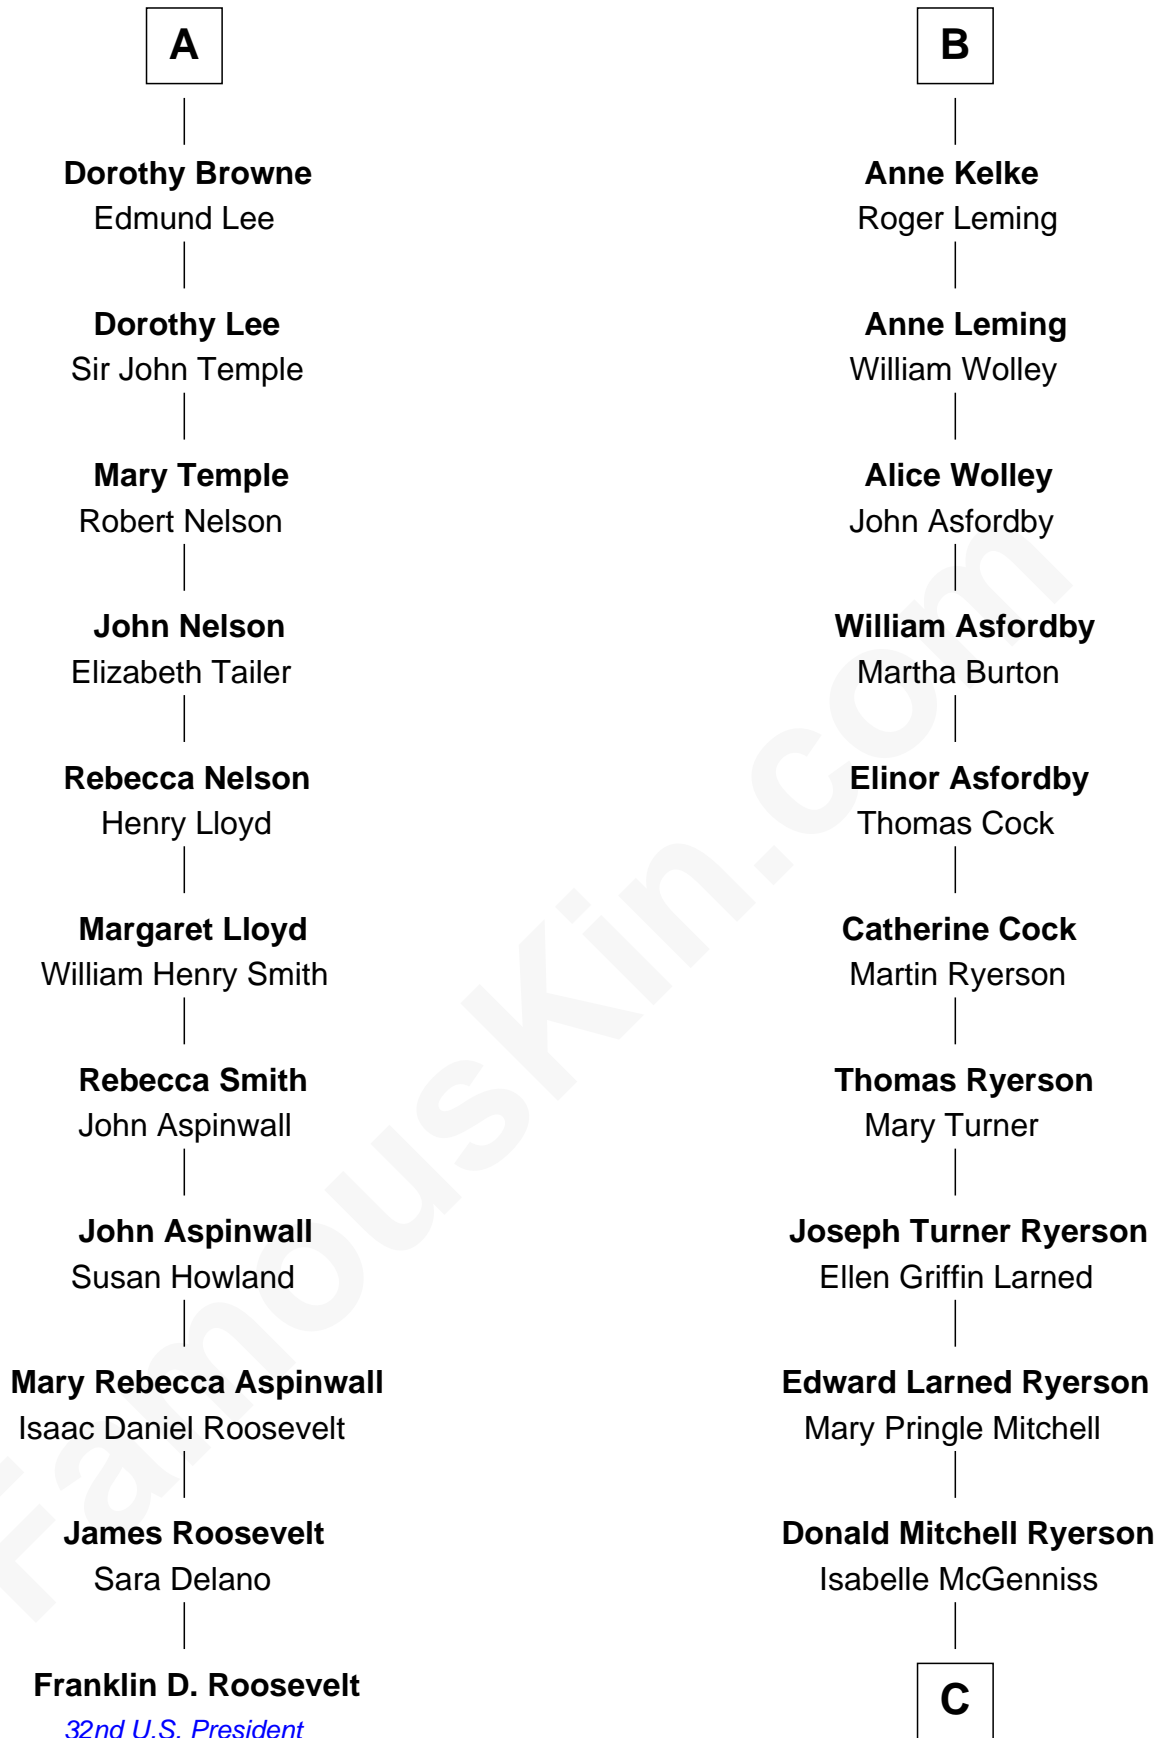 A
Dorothy Browne
Edmund Lee
Dorothy Lee
Sir John Temple
Mary Temple
Robert Nelson
John Nelson
Elizabeth Tailer
Rebecca Nelson
Henry Lloyd
Margaret Lloyd
William Henry Smith
Rebecca Smith
John Aspinwall
John Aspinwall
Susan Howland
Mary Rebecca Aspinwall
Isaac Daniel Roosevelt
James Roosevelt
Sara Delano
Franklin D. Roosevelt
32nd U.S. President
B
Anne Kelke
Roger Leming
Anne Leming
William Wolley
Alice Wolley
John Asfordby
William Asfordby
Martha Burton
Elinor Asfordby
Thomas Cock
Catherine Cock
Martin Ryerson
Thomas Ryerson
Mary Turner
Joseph Turner Ryerson
Ellen Griffin Larned
Edward Larned Ryerson
Mary Pringle Mitchell
Donald Mitchell Ryerson
Isabelle McGenniss
C
FamousKin.com